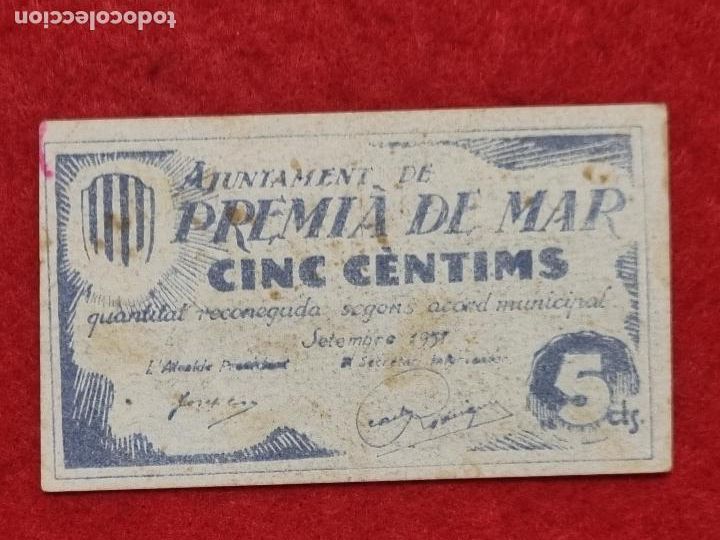 todocoleccion
AJUNTAMENT DE
PREMIÀ DE MAR
CINC CÈNTIMS
quantitat reconeguda segons acord municipal
Setembre 1937
L'Alcalde President El Secretari Interventor
5
cts.